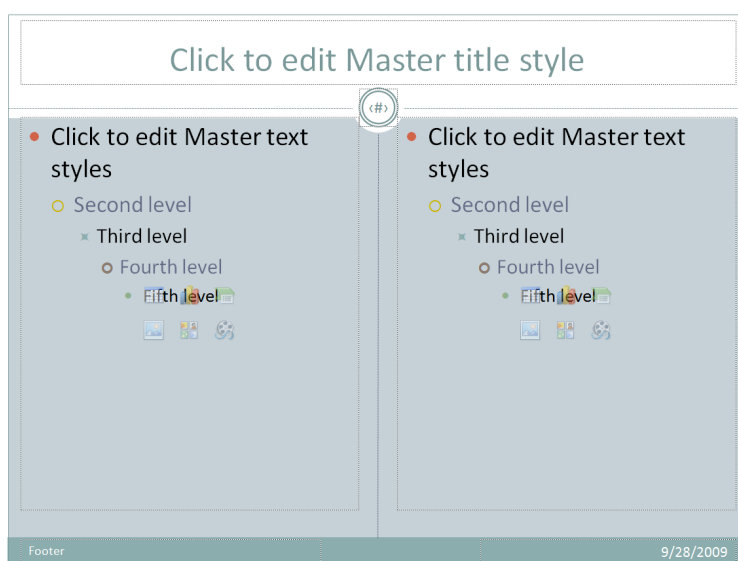 Click to edit Master title style
‹#›
Click to edit Master text
styles
Second level
Third level
Fourth level
Fifth level
Click to edit Master text
styles
Second level
Third level
Fourth level
Fifth level
Footer
9/28/2009